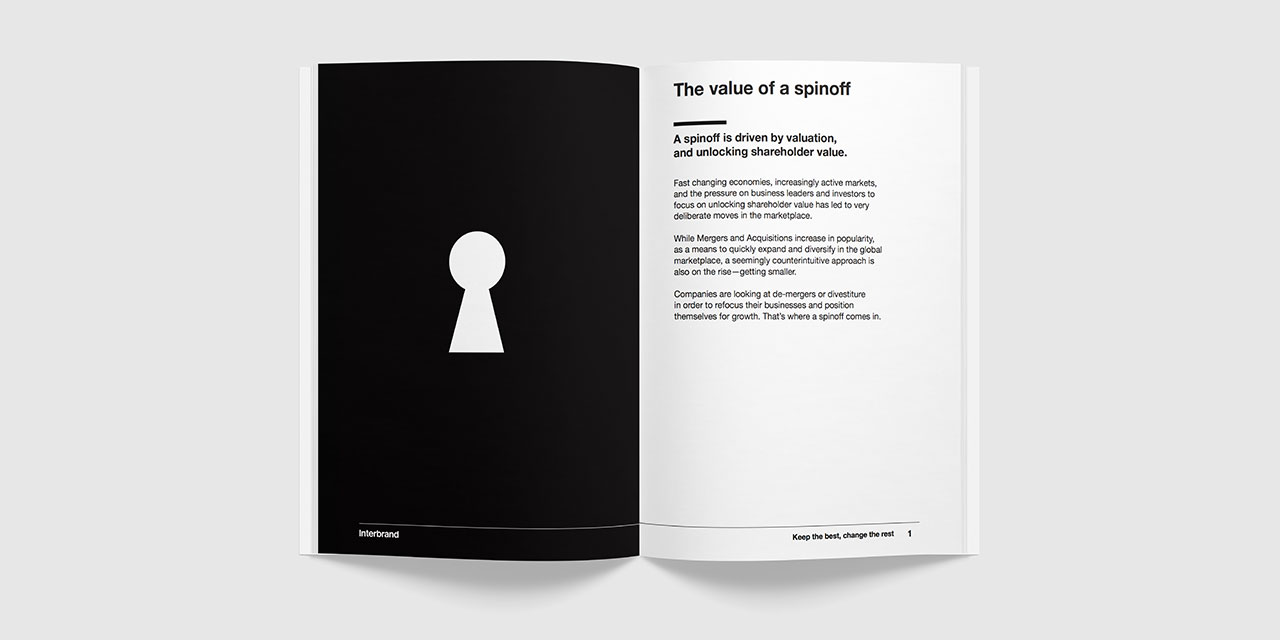 Interbrand
The value of a spinoff
A spinoff is driven by valuation,
and unlocking shareholder value.
Fast changing economies, increasingly active markets,
and the pressure on business leaders and investors to
focus on unlocking shareholder value has led to very
deliberate moves in the marketplace.
While Mergers and Acquisitions increase in popularity,
as a means to quickly expand and diversify in the global
marketplace, a seemingly counterintuitive approach is
also on the rise—getting smaller.
Companies are looking at de-mergers or divestiture
in order to refocus their businesses and position
themselves for growth. That's where a spinoff comes in.
Keep the best, change the rest 1